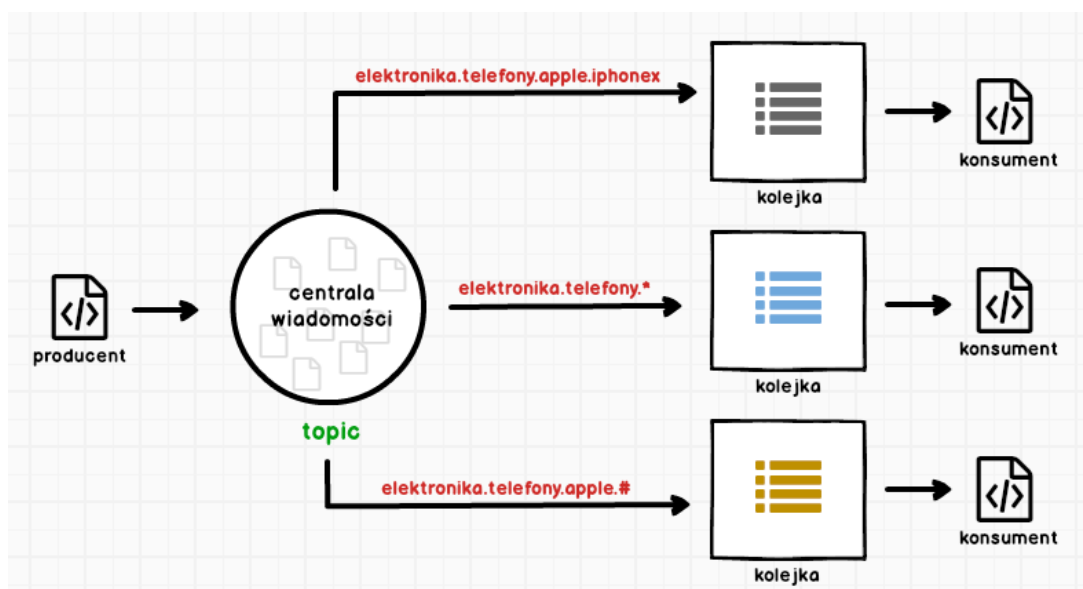 elektronika.telefony.apple.iphonex
konsument
kolejka
centrala
wiadomości
elektronika.telefony.*
producent
konsument
kolejka
topic
elektronika.telefony.apple.#
konsument
kolejka